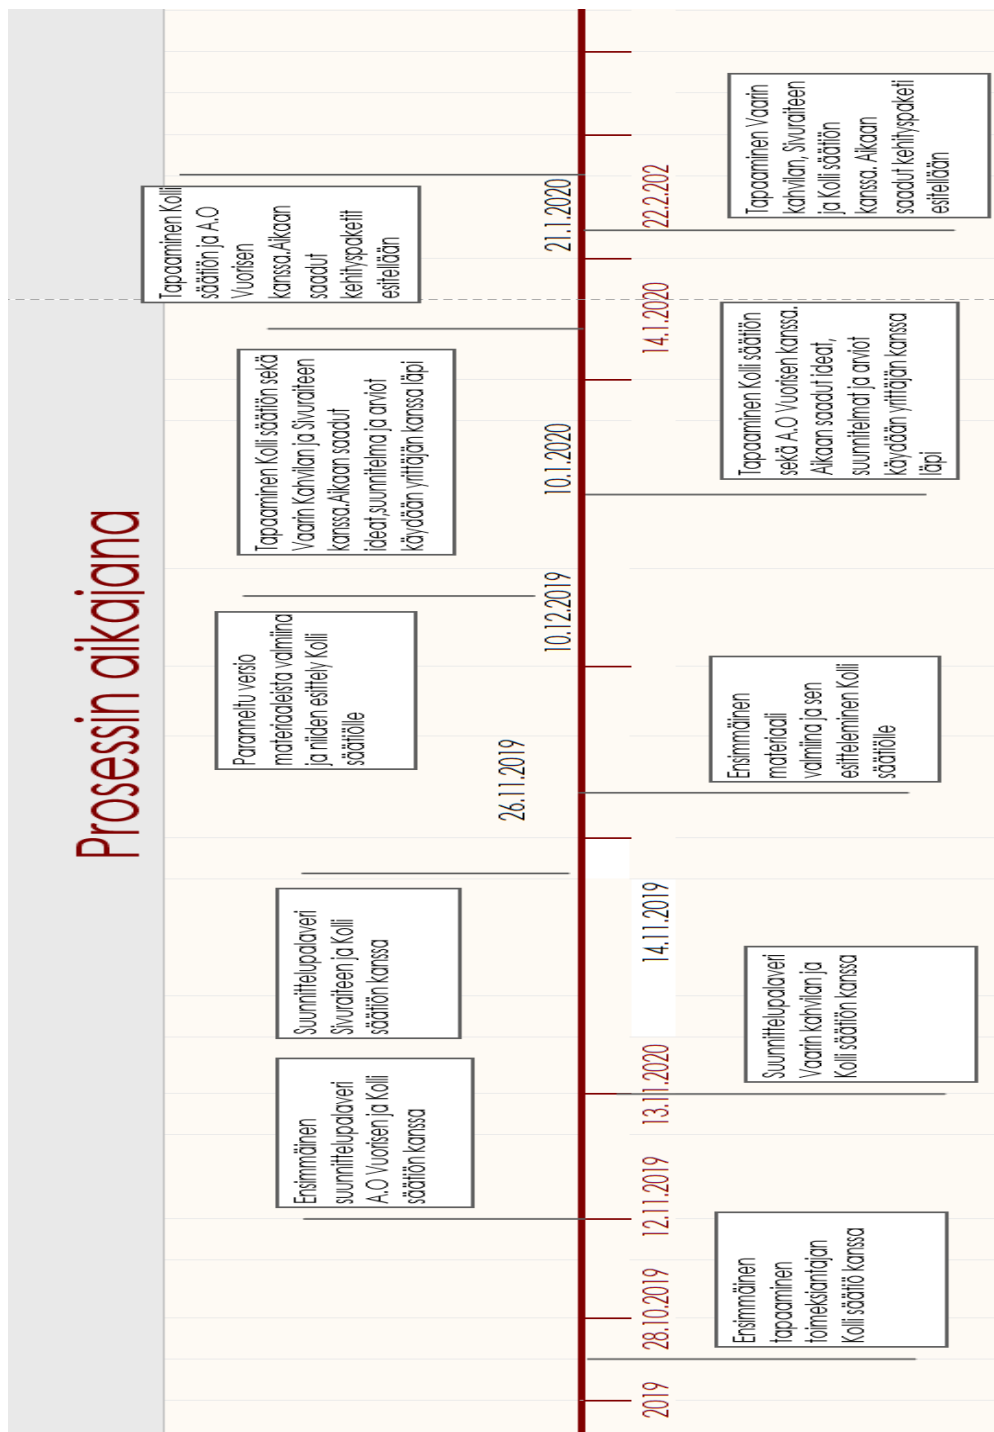 Prosessin aikajana
Tapaaminen Kolli
säätiön ja A.O
Vuorisen
kanssa.Aikaan
saadut
kehityspaketit
esitellään
Tapaaminen Kolli säätiön sekä
Vaarin Kahvilan ja Sivuraiteen
kanssa.Aikaan saadut
ideat,suunnitelma ja arviot
käydään yrittäjän kanssa läpi
Paranneltu versio
materiaaleista valmiina
ja niiden esittely Kolli
säätiölle
Suunnittelupalaveri
Sivuraiteen ja Kolli
säätiön kanssa
Ensimmäinen
suunnittelupalaveri
A.O Vuorisen ja Kolli
säätiön kanssa
2019
28.10.2019
12.11.2019
13.11.2020
14.11.2019
26.11.2019
10.12.2019
10.1.2020
14.1.2020
21.1.2020
22.2.202
Ensimmäinen
tapaaminen
toimeksiantajan
Kolli säätiö kanssa
Suunnittelupalaveri
Vaarin kahvilan ja
Kolli säätiön kanssa
Ensimmäinen
materiaali
valmiina ja sen
esitteleminen Kolli
säätiölle
Tapaaminen Kolli säätiön
sekä A.O Vuorisen kanssa.
Aikaan saadut ideat,
suunnitelmat ja arviot
käydään yrittäjän kanssa
läpi
Tapaaminen Vaarin
kahvilan, Sivuraiteen
ja Kolli säätiön
kanssa. Aikaan
saadut kehityspaketi
esitellään